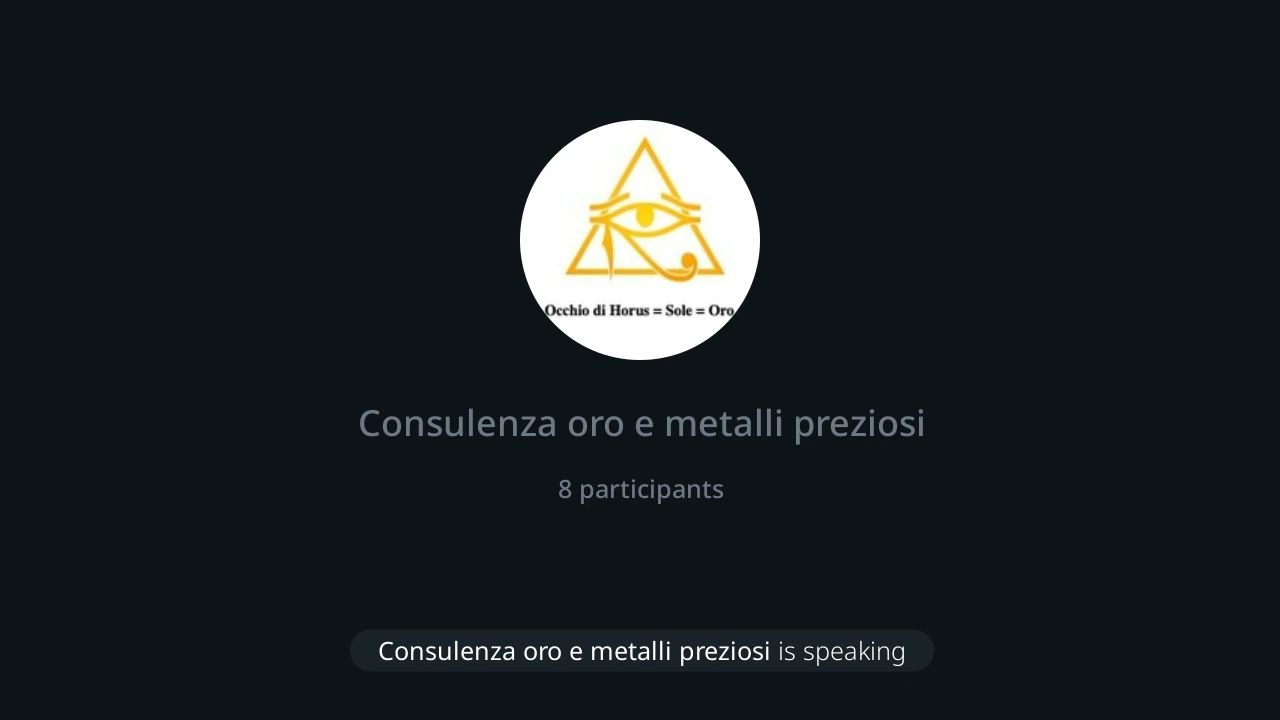 Occhio di Horus = Sole = Oro
Consulenza oro e metalli preziosi
8 participants
Consulenza oro e metalli preziosi is speaking